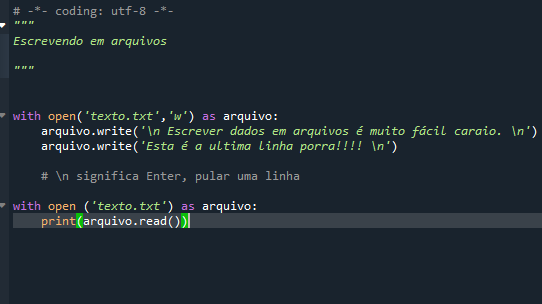 # -*- coding: utf-8 -*-
"""
Escrevendo em arquivos
"""
with open('texto.txt','w') as arquivo:
arquivo.write('\n Escrever dados em arquivos é muito fácil caraio. \n')
arquivo.write('Esta é a ultima linha porra!!!! \n')
# \n significa Enter, pular uma linha
with open ('texto.txt') as arquivo:
print(arquivo.read())